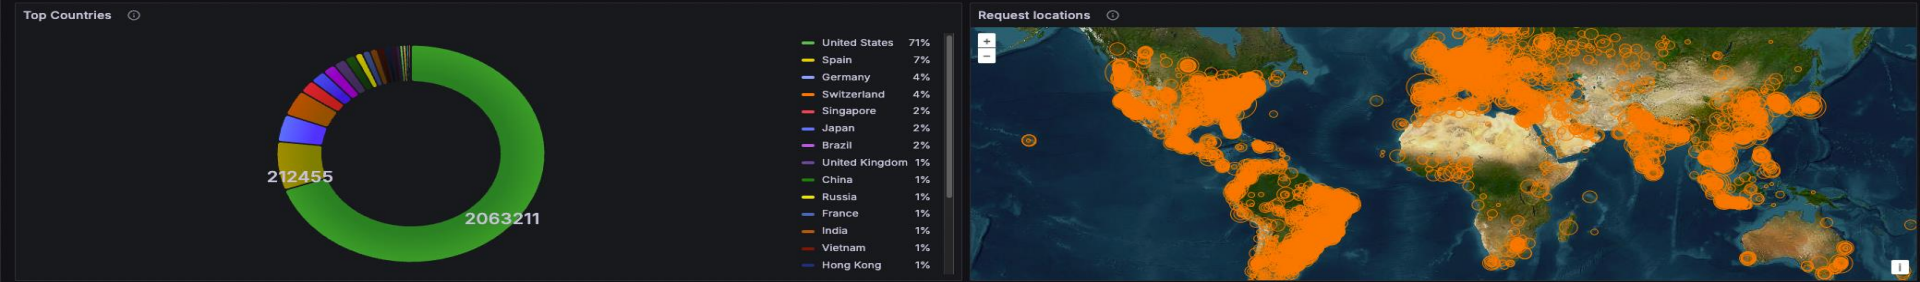 Top Countries
212455
2063211
United States 71%
Spain 7%
Germany 4%
Switzerland 4%
Singapore 2%
Japan 2%
Brazil 2%
United Kingdom 1%
China 1%
Russia 1%
France 1%
India 1%
Vietnam 1%
Hong Kong 1%
Request locations
+
−
i